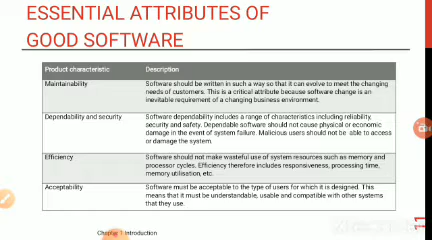 ESSENTIAL ATTRIBUTES OF
GOOD SOFTWARE
Product characteristic Description
Maintainability Software should be written in such a way so that it can evolve to meet the changing
needs of customers. This is a critical attribute because software change is an
inevitable requirement of a changing business environment.
Dependability and security Software dependability includes a range of characteristics including reliability,
security and safety. Dependable software should not cause physical or economic
damage in the event of system failure. Malicious users should not be able to access
or damage the system.
Efficiency Software should not make wasteful use of system resources such as memory and
processor cycles. Efficiency therefore includes responsiveness, processing time,
memory utilisation, etc.
Acceptability Software must be acceptable to the type of users for which it is designed. This
means that it must be understandable, usable and compatible with other systems
that they use.
Chapter 1 Introduction
11